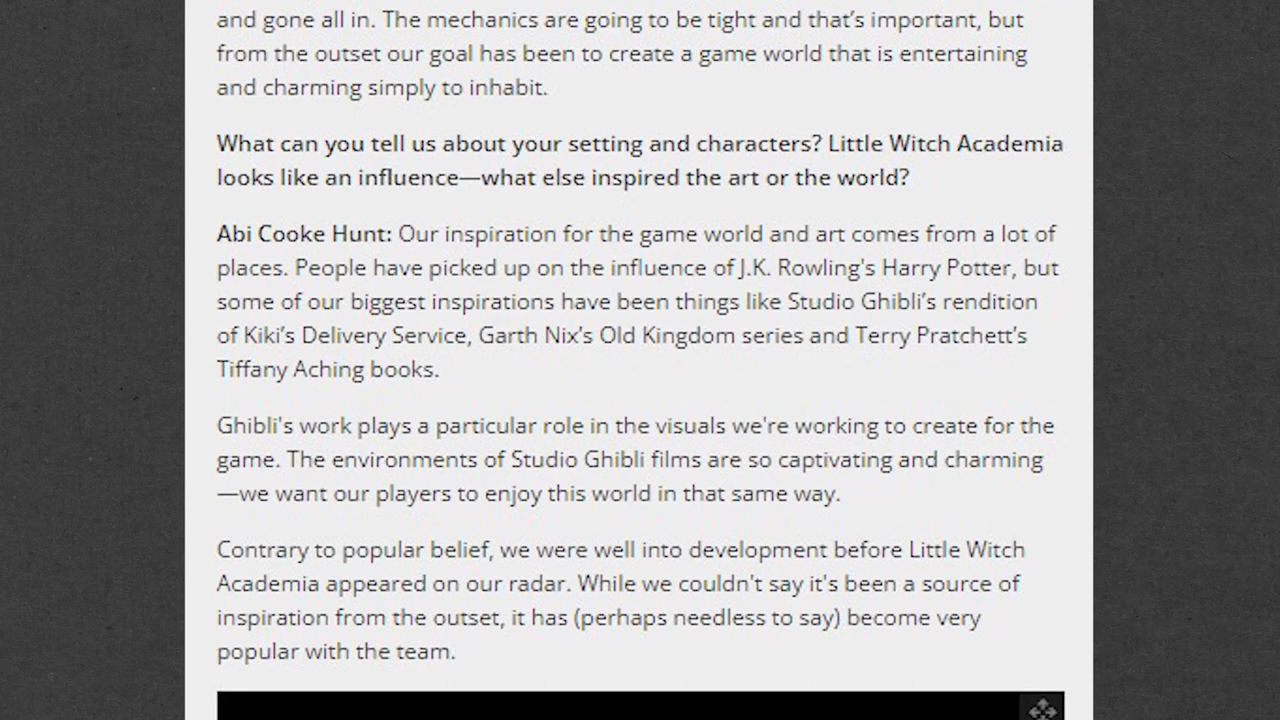 and gone all in. The mechanics are going to be tight and that’s important, but
from the outset our goal has been to create a game world that is entertaining
and charming simply to inhabit.
What can you tell us about your setting and characters? Little Witch Academia
looks like an influence—what else inspired the art or the world?
Abi Cooke Hunt: Our inspiration for the game world and art comes from a lot of
places. People have picked up on the influence of J.K. Rowling's Harry Potter, but
some of our biggest inspirations have been things like Studio Ghibli’s rendition
of Kiki’s Delivery Service, Garth Nix’s Old Kingdom series and Terry Pratchett’s
Tiffany Aching books.
Ghibli's work plays a particular role in the visuals we're working to create for the
game. The environments of Studio Ghibli films are so captivating and charming
—we want our players to enjoy this world in that same way.
Contrary to popular belief, we were well into development before Little Witch
Academia appeared on our radar. While we couldn't say it's been a source of
inspiration from the outset, it has (perhaps needless to say) become very
popular with the team.